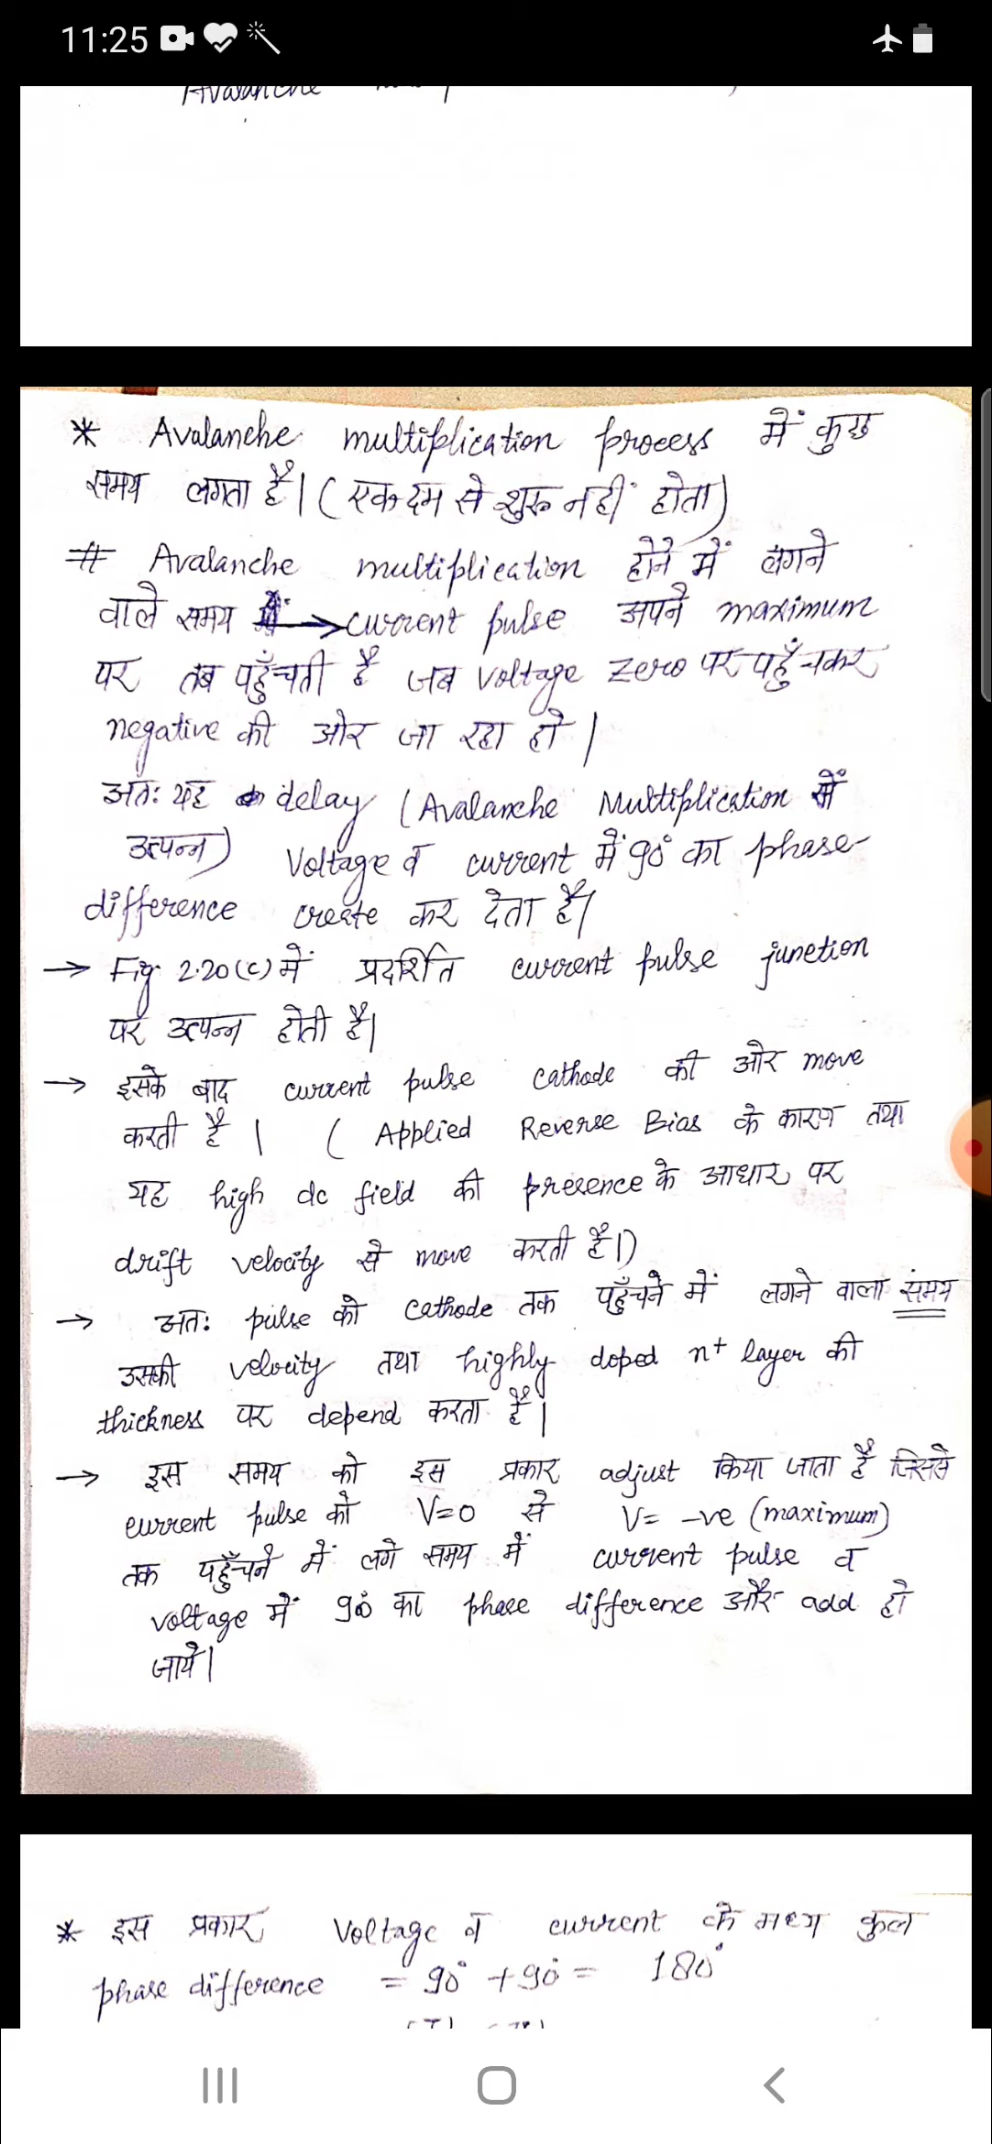 11:25
Avalanche
* Avalanche multiplication process में कुछ
समय लगता है। ( एक दम से शुरू नहीं होता)
# Avalanche multiplication होने में लगने
वाले समय → current pulse अपने maximum
पर तब पहुँचती है जब voltage zero पर पहुँचकर
negative की ओर जा रहा हो।
अतः यह delay (Avalanche Multiplication में
उत्पन्न) Voltage व current में 90° का phase
difference create कर देता है।
→ Fig 2.20(c) में प्रदर्शित current pulse junction
पर उत्पन्न होती है।
→ इसके बाद current pulse cathode की ओर move
करती है। ( Applied Reverse Bias के कारण तथा
यह high dc field की presence के आधार पर
drift velocity से move करती है।)
→ अतः pulse को cathode तक पहुँचने में लगने वाला समय
उसकी velocity तथा highly doped n+ layer की
thickness पर depend करता है।
→ इस समय को इस प्रकार adjust किया जाता है जिससे
current pulse को V=0 से V= -ve (maximum)
तक पहुँचने में लगे समय में current pulse व
voltage में 90° का phase difference और add हो
जाये।
* इस प्रकार Voltage व current के मध्य कुल
phase difference = 90° + 90° = 180°